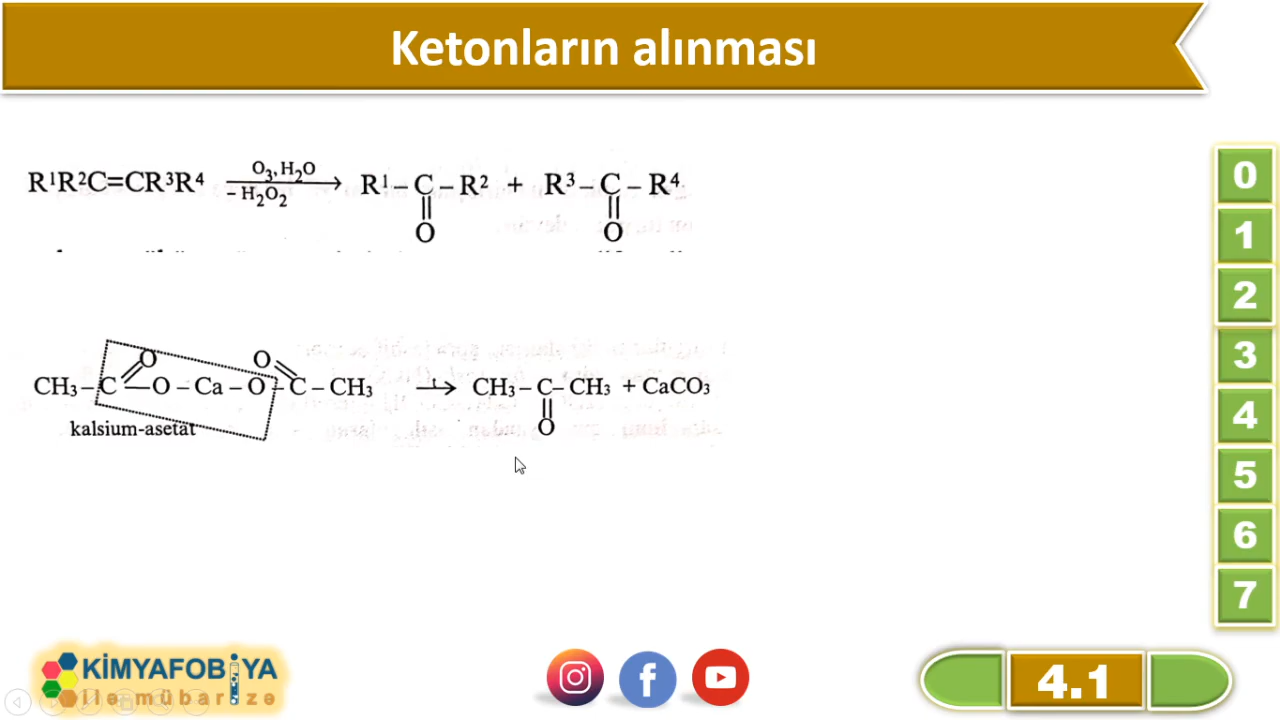 Ketonların alınması
R¹R²C=CR³R⁴ O₃, H₂O – H₂O₂ → R¹ – C – R² + R³ – C – R⁴
O O
O O
CH₃ – C — O – Ca – O – C – CH₃ → CH₃ – C – CH₃ + CaCO₃
kalsium-asetat O
0
1
2
3
4
5
6
7
KİMYAFOBİYA
ilə mübarizə
4.1